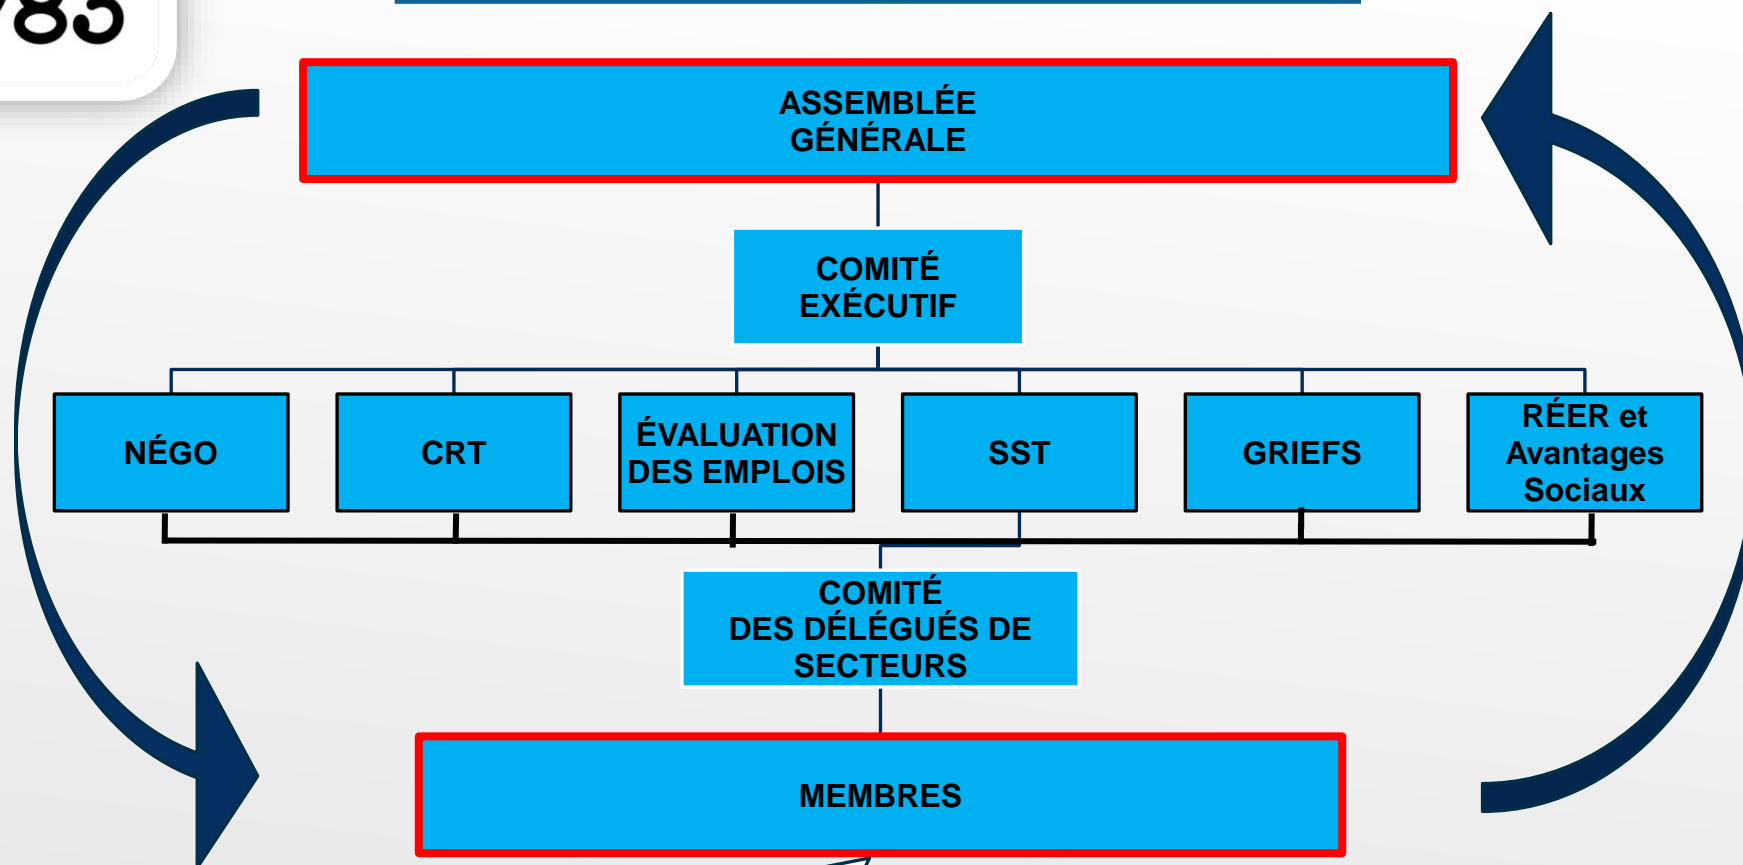 83
ASSEMBLÉE
GÉNÉRALE
COMITÉ
EXÉCUTIF
NÉGO
CRT
ÉVALUATION
DES EMPLOIS
SST
GRIEFS
RÉER et
Avantages
Sociaux
COMITÉ
DES DÉLÉGUÉS DE
SECTEURS
MEMBRES